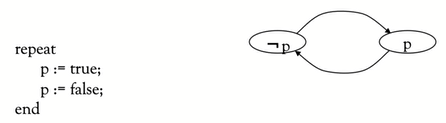 repeat
p := true;
p := false;
end
¬ p
p